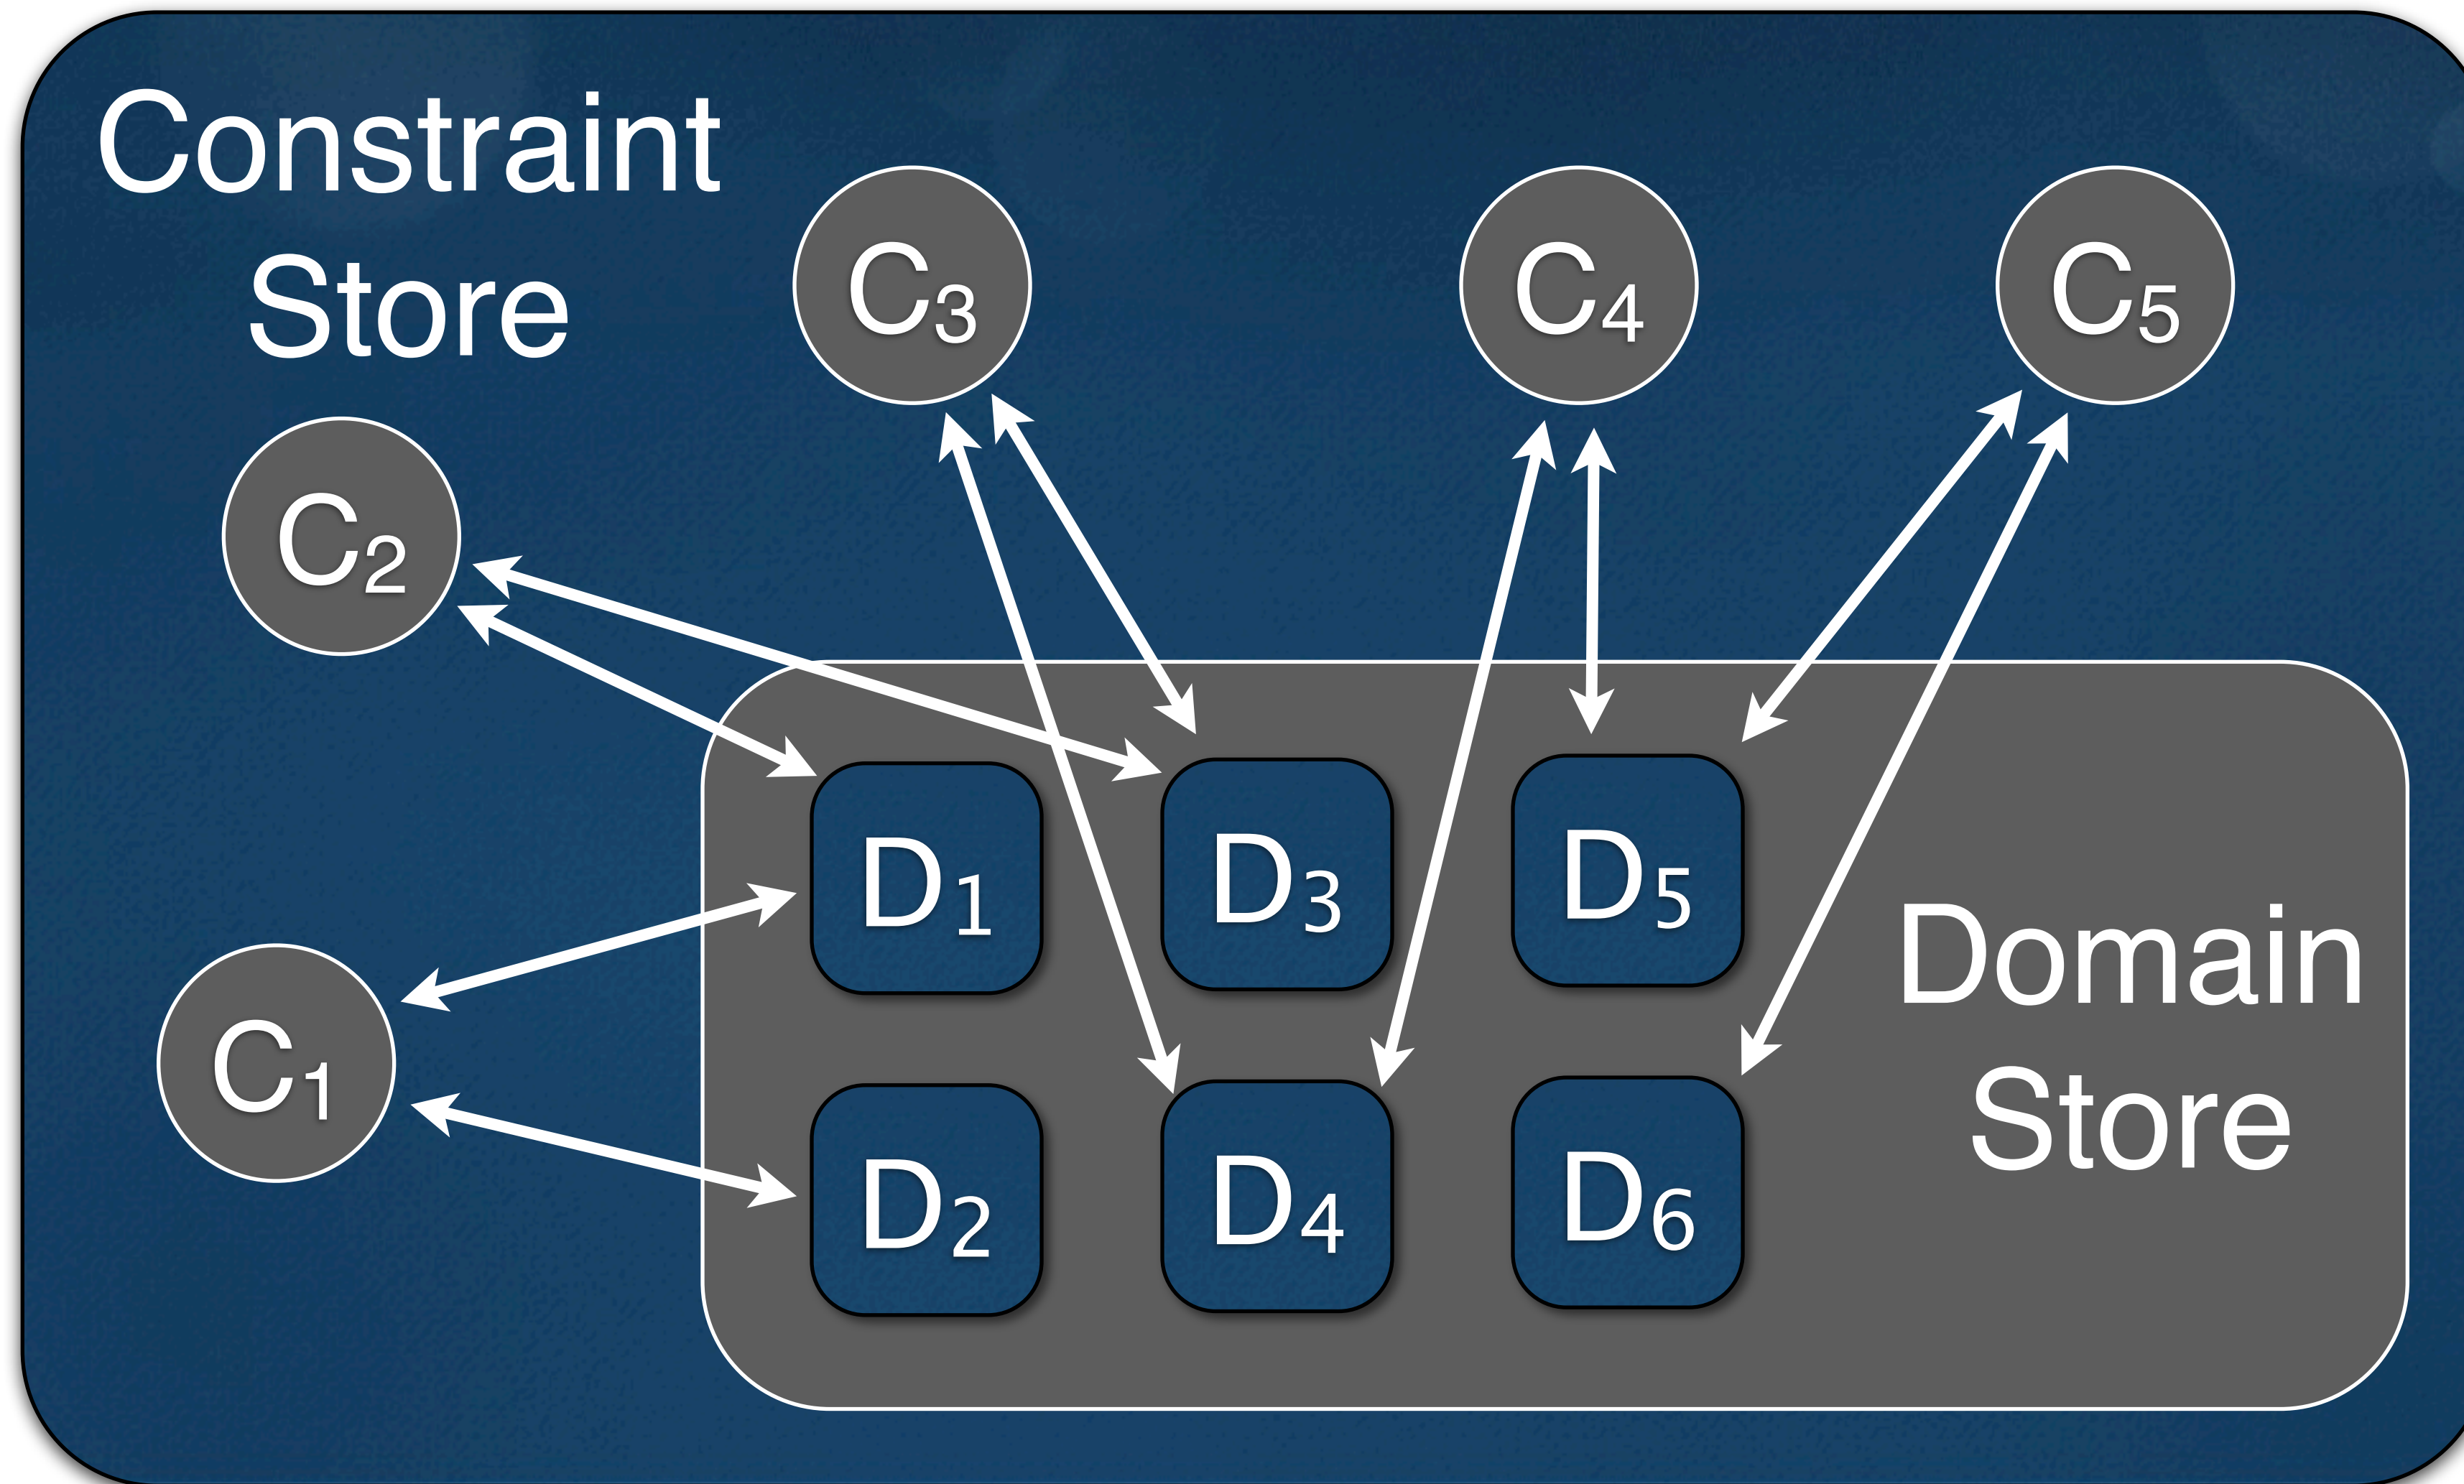 Constraint
Store
C3
C4
C5
C2
D1
D3
D5
Domain
Store
C1
D2
D4
D6